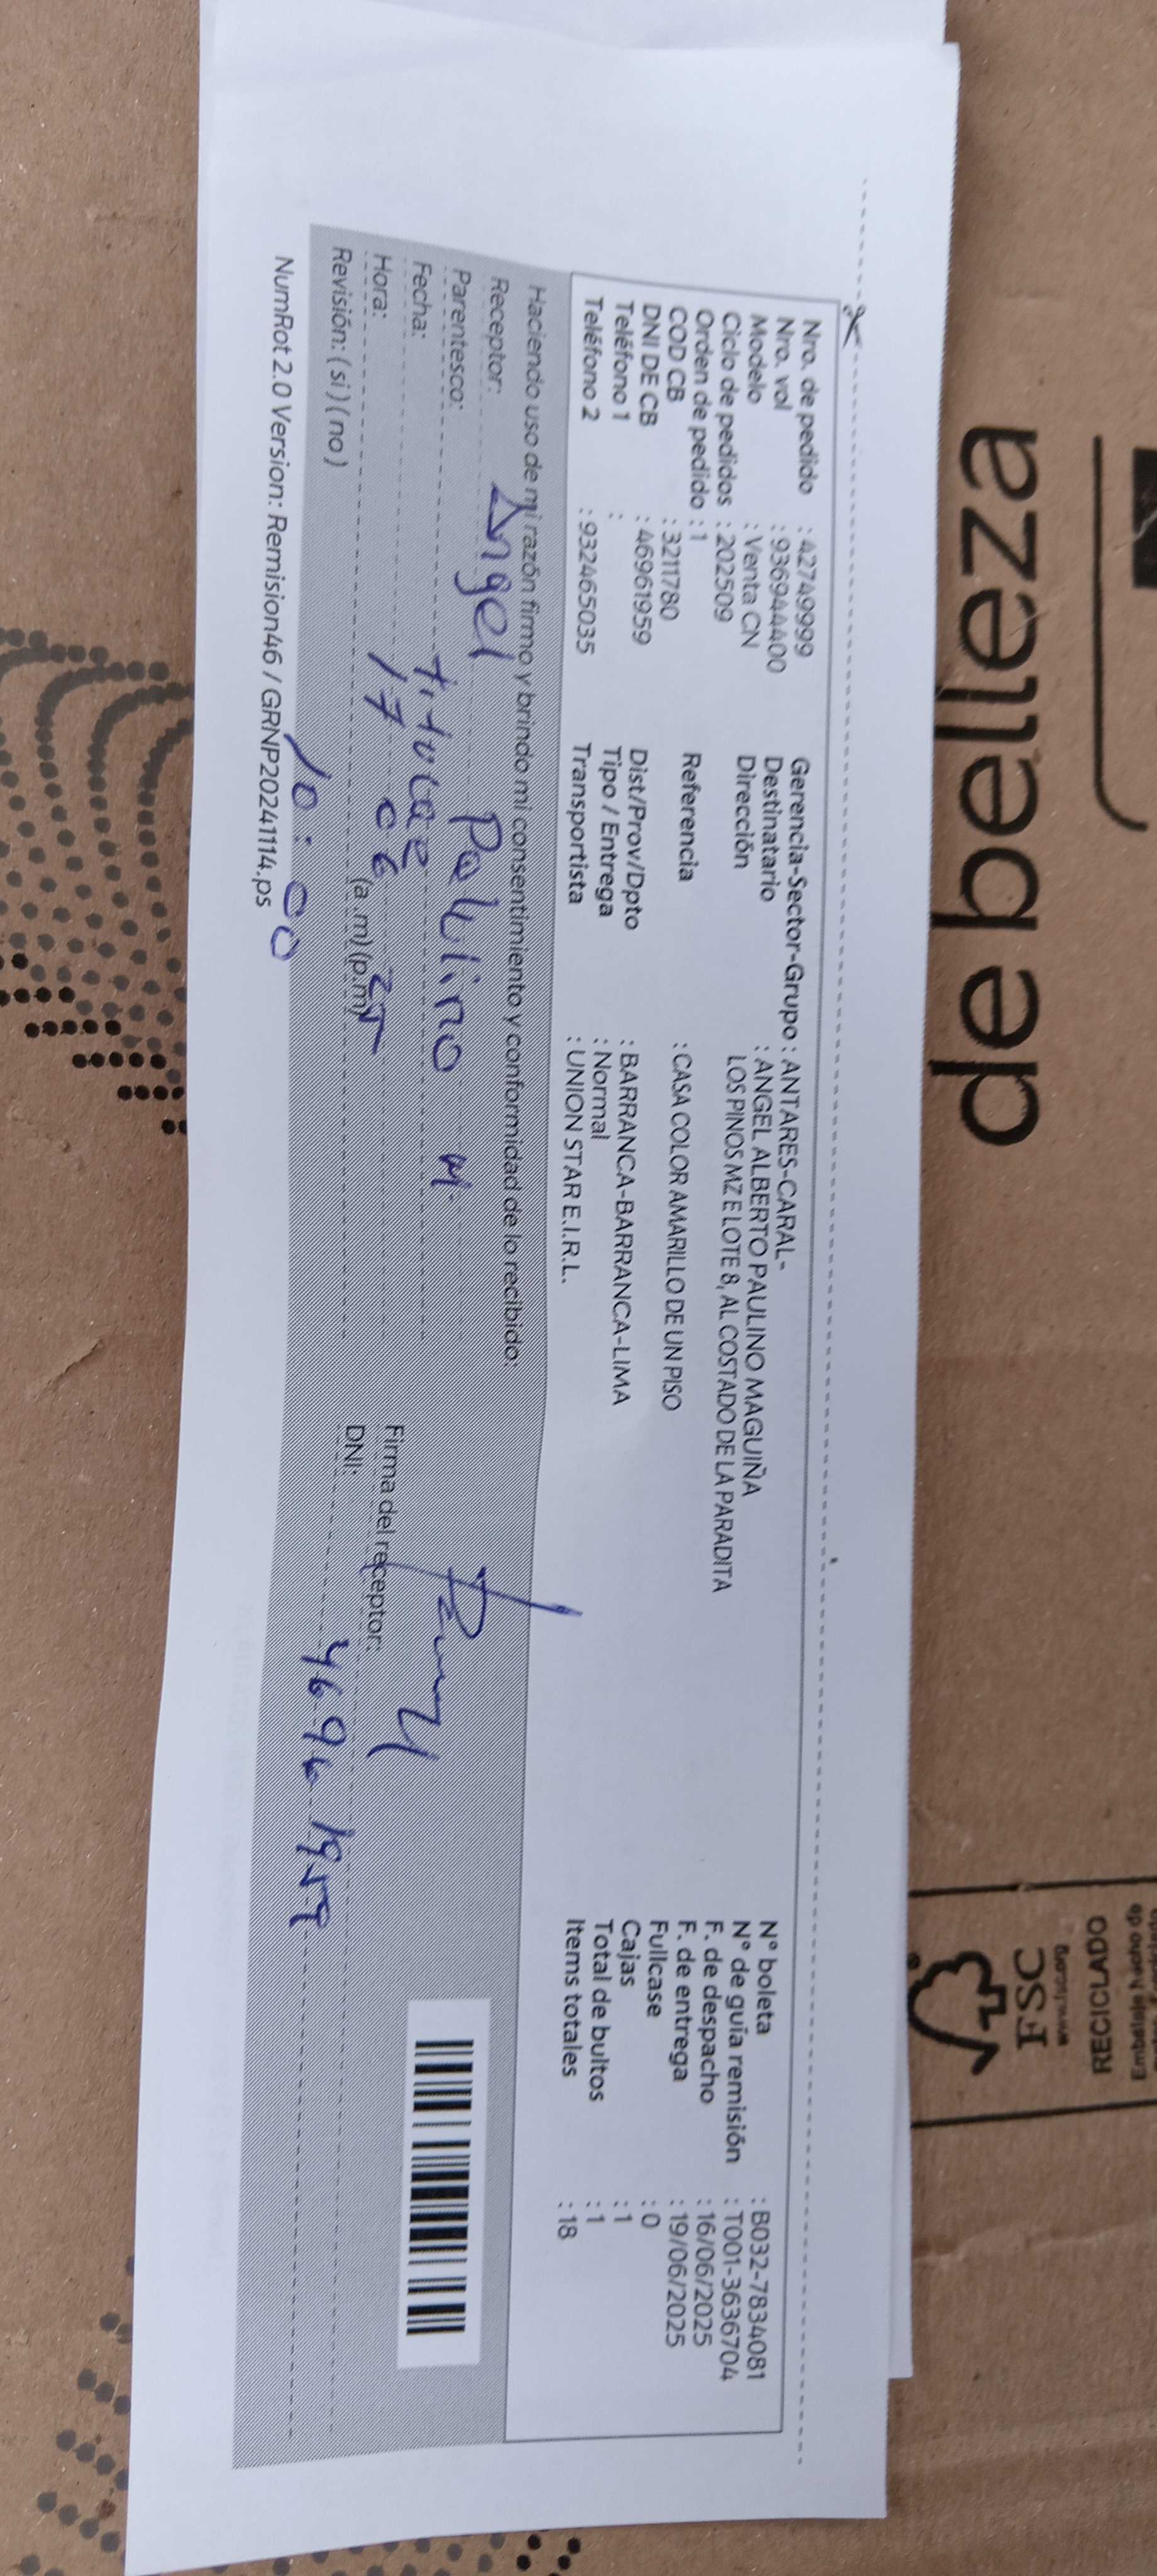 Nro. de pedido : 42749999
Nro. vol : 936944400
Modelo : Venta CN
Ciclo de pedidos : 202509
Orden de pedido : 1
COD CB : 3211780
DNI DE CB : 46961959
Teléfono 1 :
Teléfono 2 : 932465035
Gerencia-Sector-Grupo : ANTARES-CARAL-
Destinatario : ANGEL ALBERTO PAULINO MAGUIÑA
Dirección LOS PINOS MZ E LOTE 8, AL COSTADO DE LA PARADITA
Referencia : CASA COLOR AMARILLO DE UN PISO
Dist/Prov/Dpto : BARRANCA-BARRANCA-LIMA
Tipo / Entrega : Normal
Transportista : UNION STAR E.I.R.L.
N° boleta : B032-7834081
N° de guía remisión : T001-3636704
F. de despacho : 16/06/2025
F. de entrega : 19/06/2025
Fullcase : 0
Cajas : 1
Total de bultos : 1
Items totales : 18
Haciendo uso de mi razón firmo y brindo mi consentimiento y conformidad de lo recibido:
Receptor: Angel Paulino M
Parentesco: titular
Fecha: 17 06 25
Hora: 10:00 (a .m) (p.m)
Revisión: ( si ) ( no )
Firma del receptor:
DNI: 46961959
NumRot 2.0 Version: Remision46 / GRNP20241114.ps
de belleza
RECICLADO
FSC